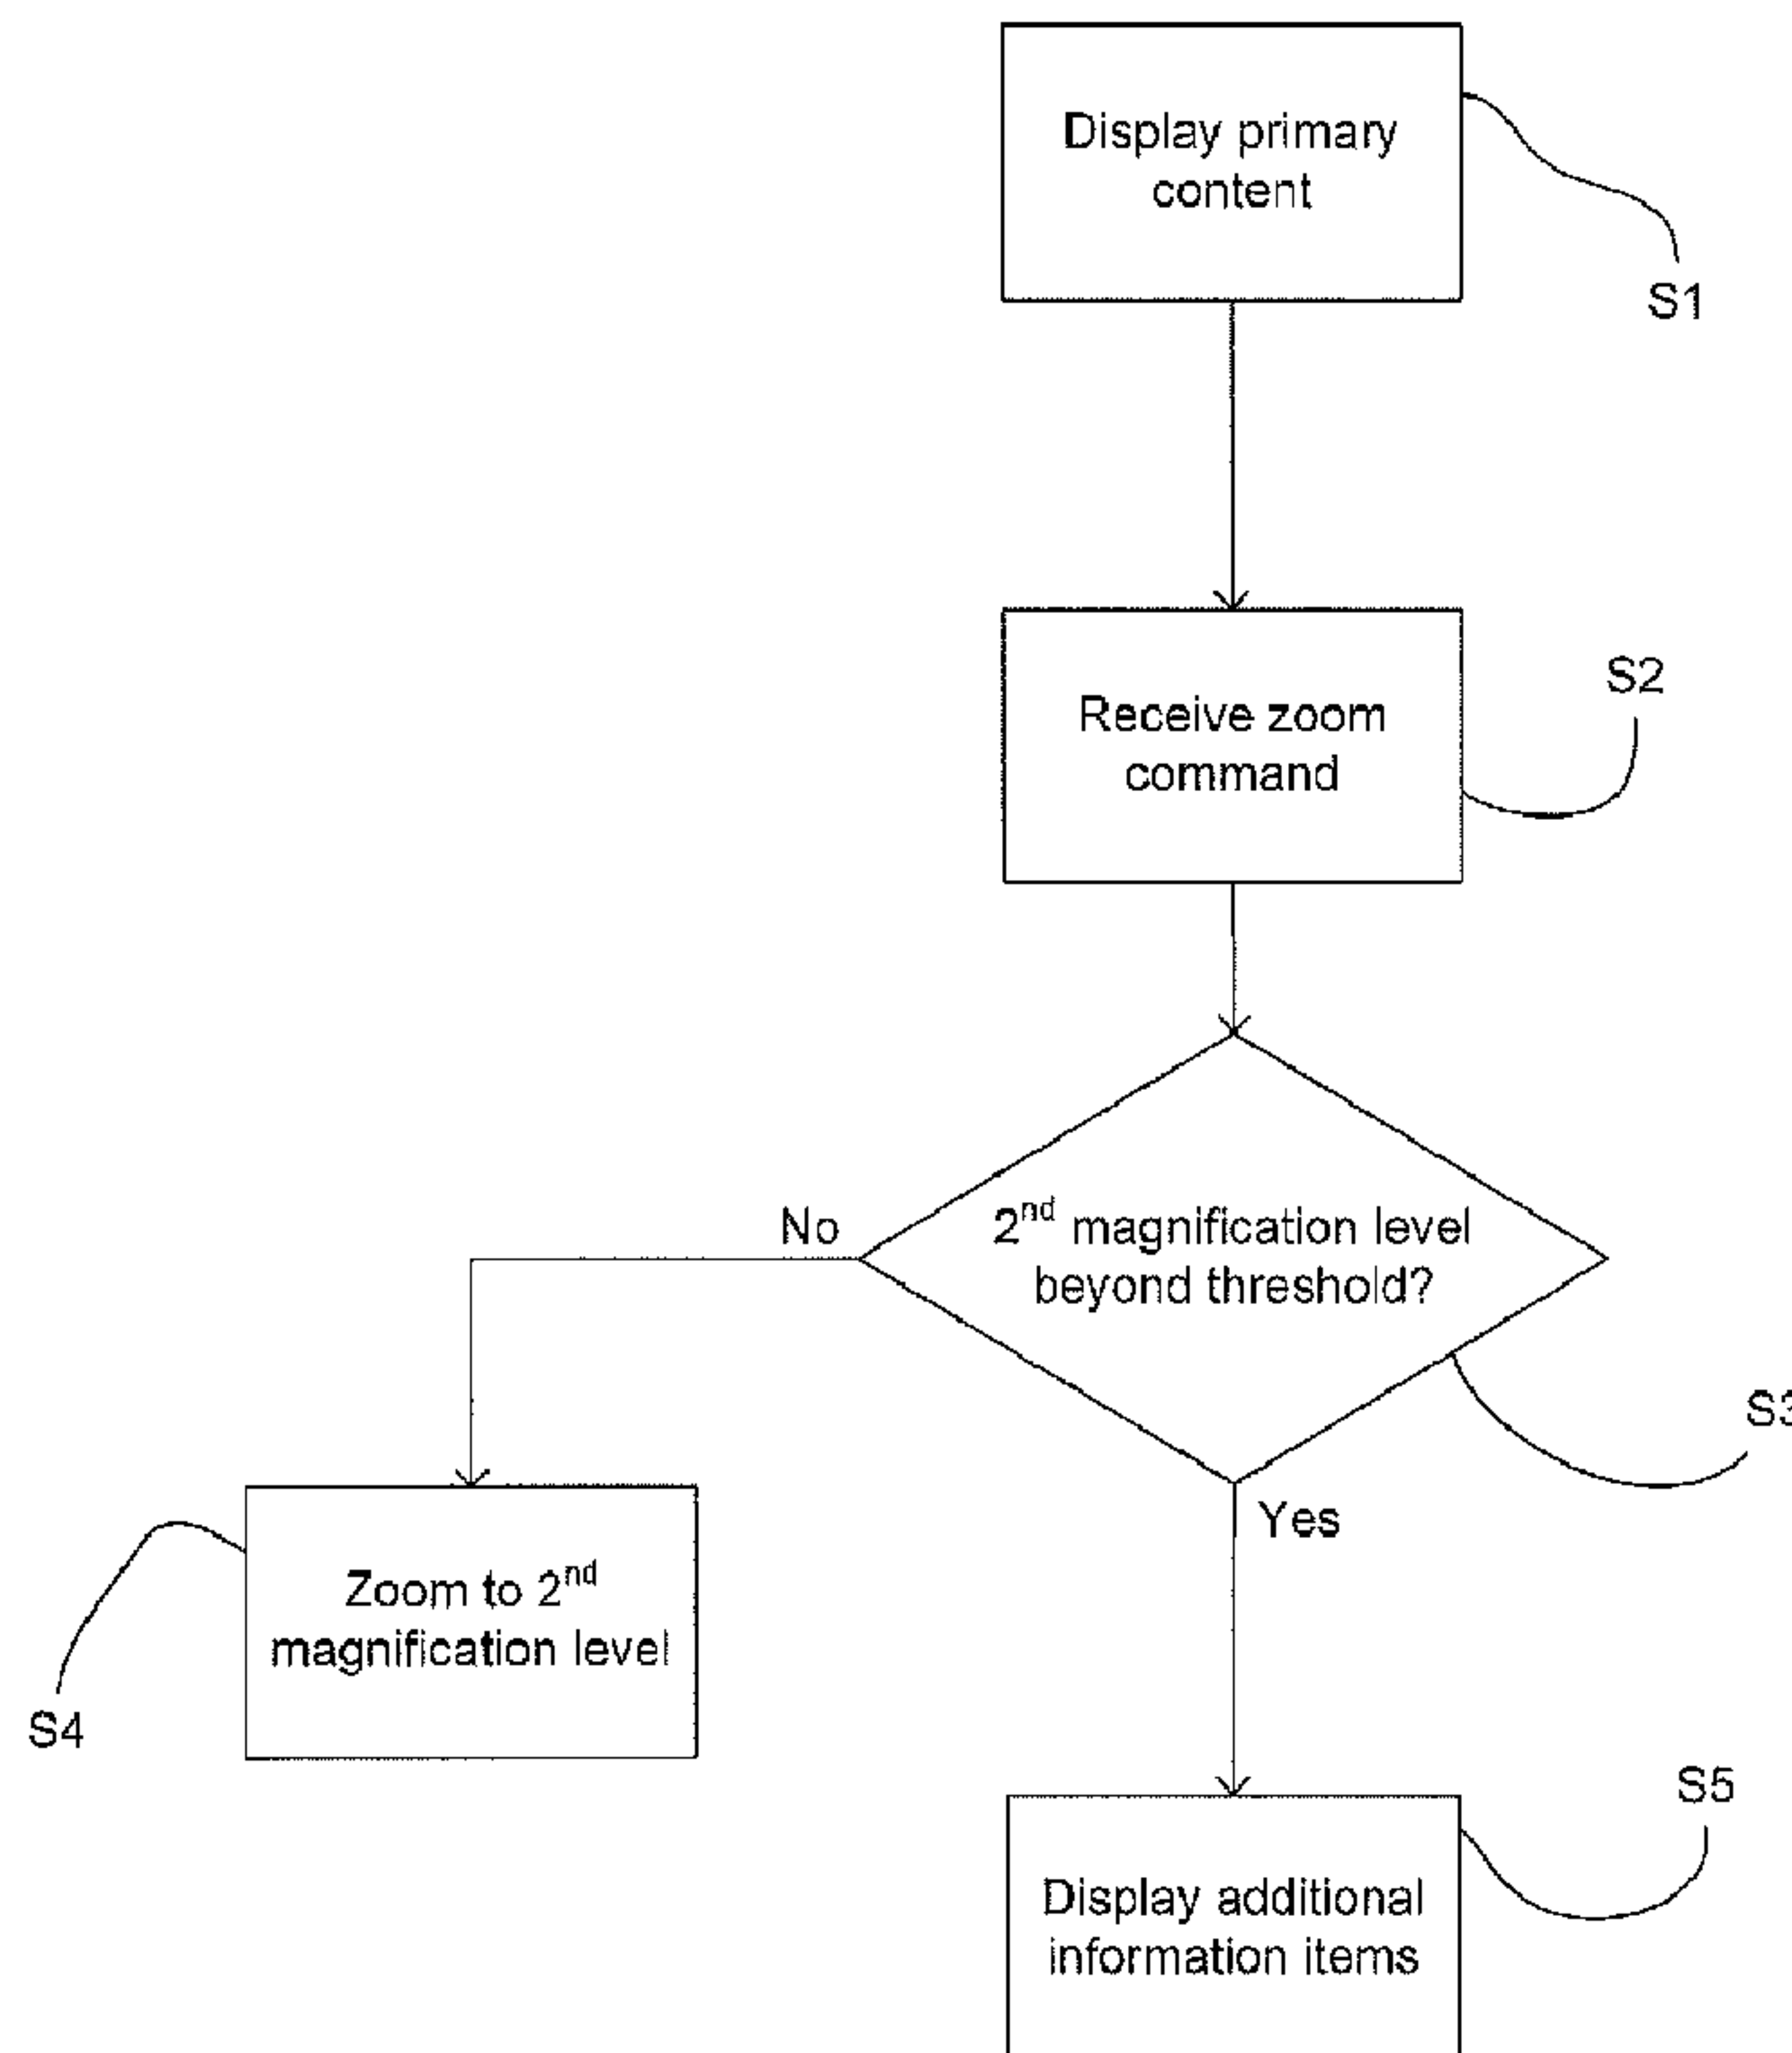 Display primary
content
S1
Receive zoom
command
S2
2nd magnification level
beyond threshold?
No
Yes
S3
Zoom to 2nd
magnification level
S4
Display additional
information items
S5